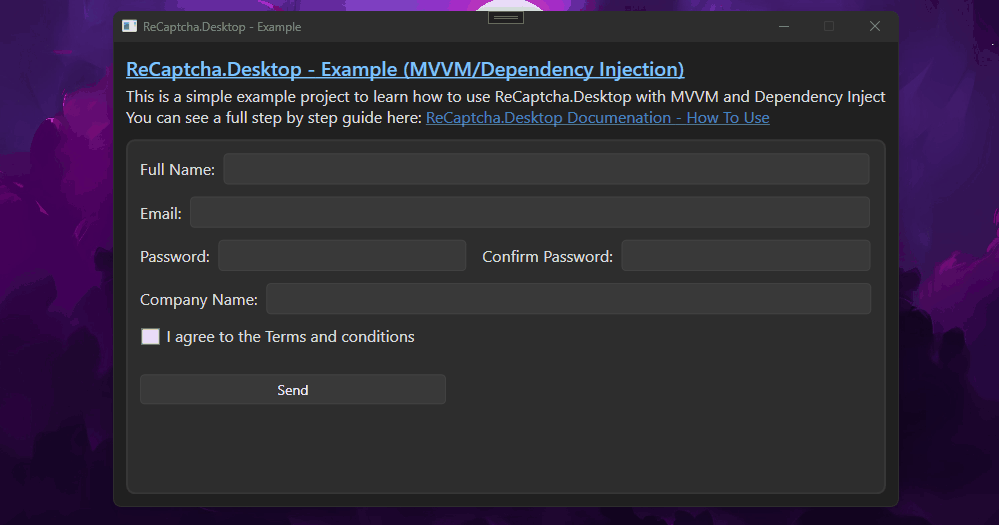 ReCaptcha.Desktop - Example
ReCaptcha.Desktop - Example (MVVM/Dependency Injection)
This is a simple example project to learn how to use ReCaptcha.Desktop with MVVM and Dependency Inject
You can see a full step by step guide here: ReCaptcha.Desktop Documenation - How To Use
Full Name:
Email:
Password: Confirm Password:
Company Name:
I agree to the Terms and conditions
Send